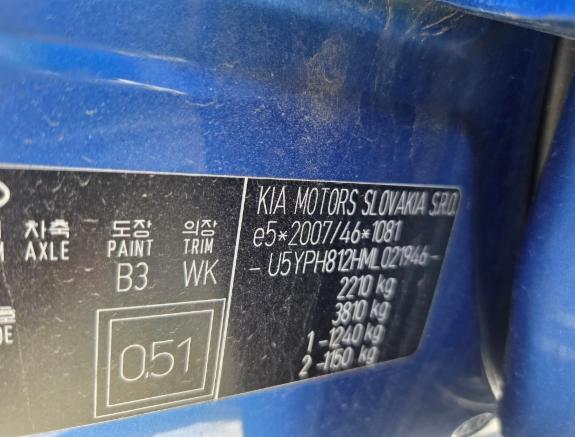 차축 도장 의장
AXLE PAINT TRIM
B3 WK
0.51
KIA MOTORS SLOVAKIA S.R.O.
e5*2007/46*1081
- U5YPH812HML021946 -
2210 kg
3810 kg
1 -1240 kg
2 -1150 kg